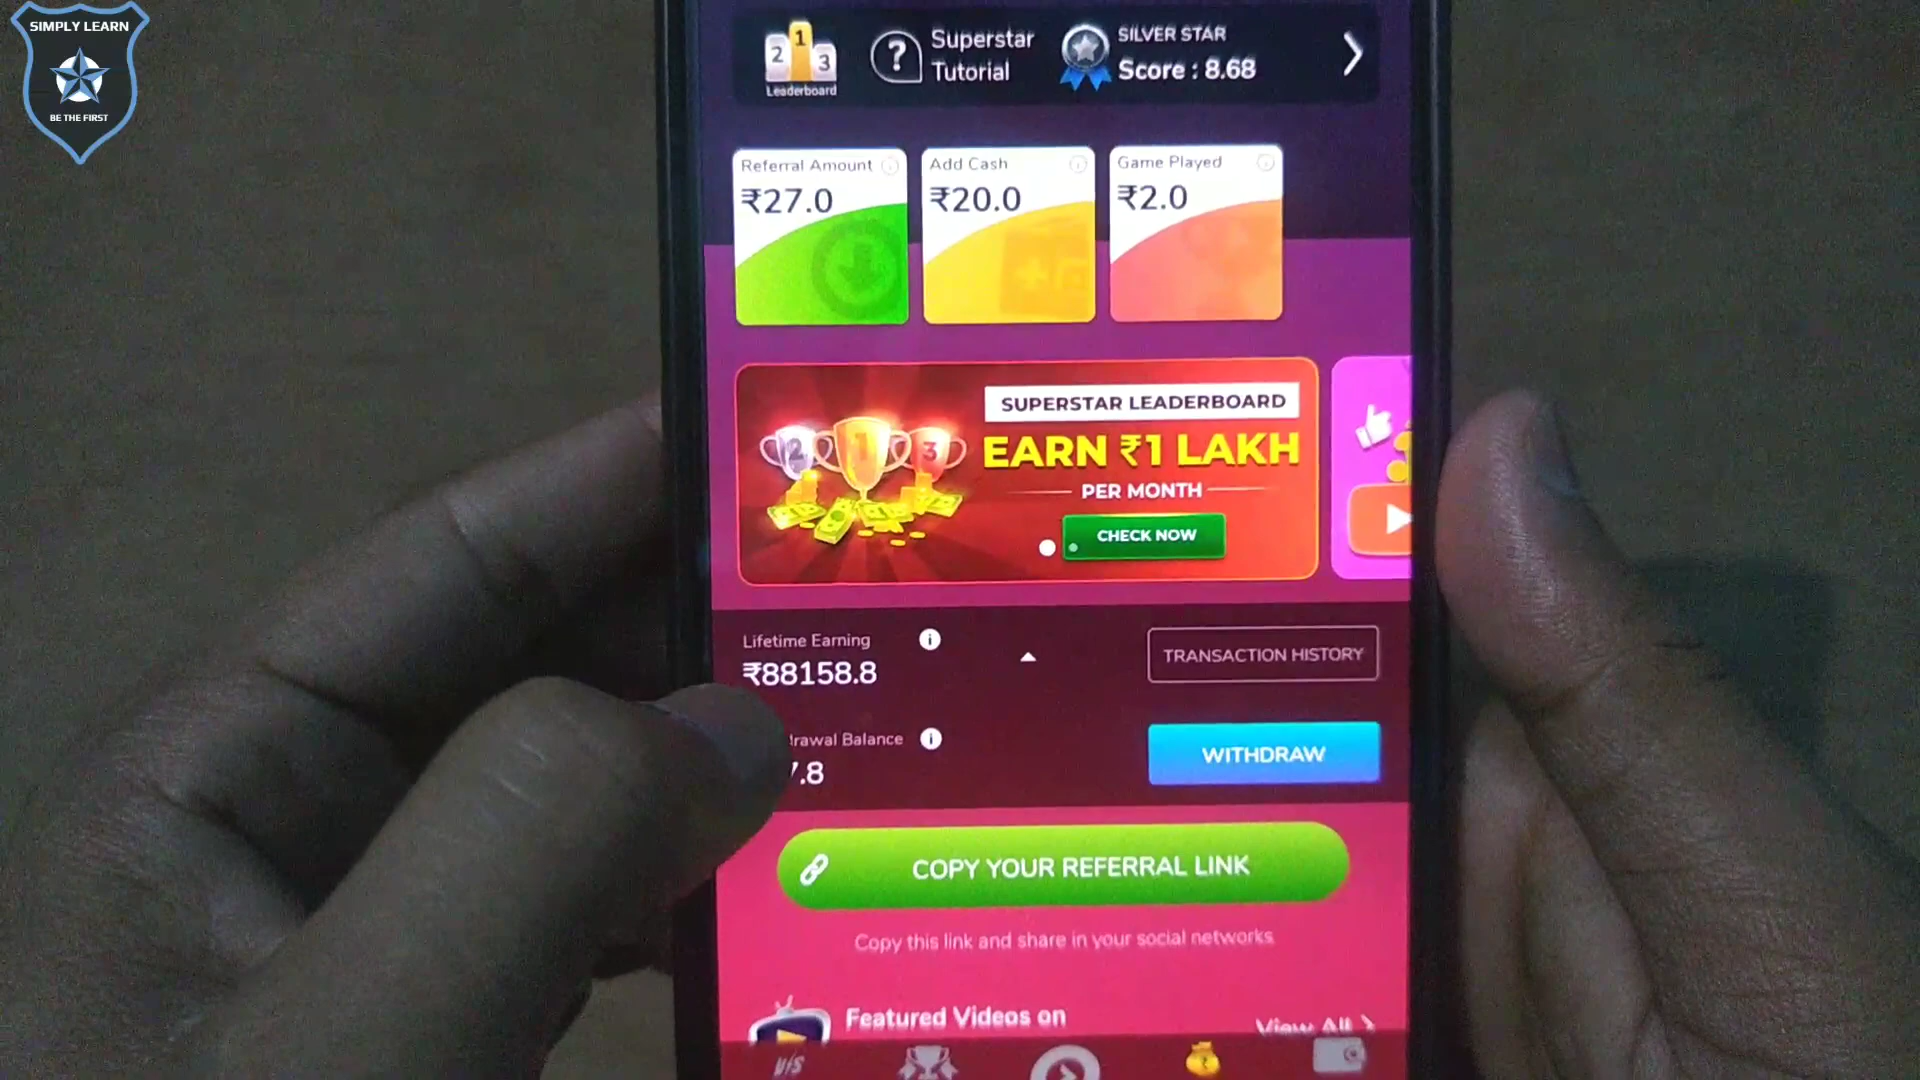 SIMPLY LEARN
BE THE FIRST
2 1 3
Leaderboard
?
Superstar
Tutorial
SILVER STAR
Score : 8.68
Referral Amount
₹27.0
Add Cash
₹20.0
Game Played
₹2.0
2 1 3
SUPERSTAR LEADERBOARD
EARN ₹1 LAKH
PER MONTH
CHECK NOW
Lifetime Earning
₹88158.8
TRANSACTION HISTORY
Balance
.8
WITHDRAW
COPY YOUR REFERRAL LINK
Copy this link and share in your social networks
Featured Videos on
View All